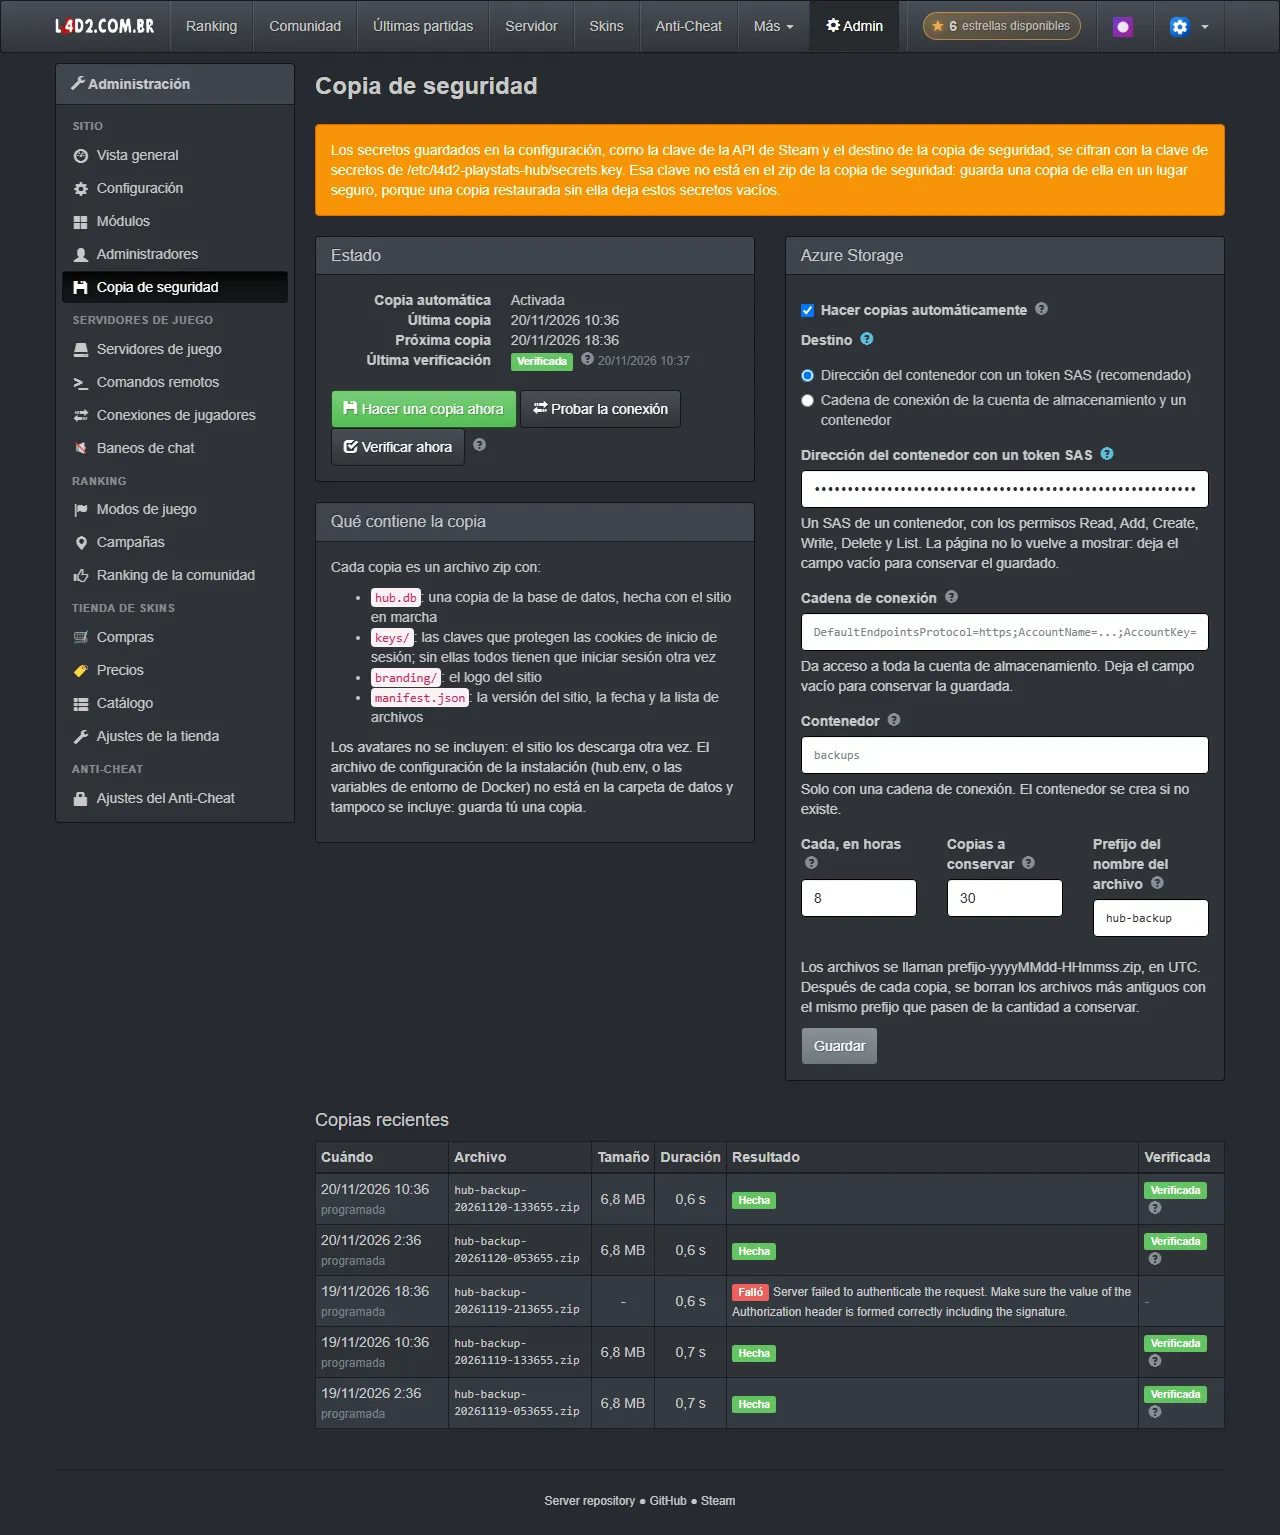 L4D2.COM.BR
Ranking
Comunidad
Últimas partidas
Servidor
Skins
Anti-Cheat
Más
Admin
6 estrellas disponibles
Administración
SITIO
Vista general
Configuración
Módulos
Administradores
Copia de seguridad
SERVIDORES DE JUEGO
Servidores de juego
Comandos remotos
Conexiones de jugadores
Baneos de chat
RANKING
Modos de juego
Campañas
Ranking de la comunidad
TIENDA DE SKINS
Compras
Precios
Catálogo
Ajustes de la tienda
ANTI-CHEAT
Ajustes del Anti-Cheat
Copia de seguridad
Los secretos guardados en la configuración, como la clave de la API de Steam y el destino de la copia de seguridad, se cifran con la clave de
secretos de /etc/l4d2-playstats-hub/secrets.key. Esa clave no está en el zip de la copia de seguridad: guarda una copia de ella en un lugar
seguro, porque una copia restaurada sin ella deja estos secretos vacíos.
Estado
Copia automática Activada
Última copia 20/11/2026 10:36
Próxima copia 20/11/2026 18:36
Última verificación Verificada 20/11/2026 10:37
Hacer una copia ahora
Probar la conexión
Verificar ahora
Qué contiene la copia
Cada copia es un archivo zip con:
• hub.db: una copia de la base de datos, hecha con el sitio
en marcha
• keys/: las claves que protegen las cookies de inicio de
sesión; sin ellas todos tienen que iniciar sesión otra vez
• branding/: el logo del sitio
• manifest.json: la versión del sitio, la fecha y la lista de
archivos
Los avatares no se incluyen: el sitio los descarga otra vez. El
archivo de configuración de la instalación (hub.env, o las
variables de entorno de Docker) no está en la carpeta de datos y
tampoco se incluye: guarda tú una copia.
Azure Storage
Hacer copias automáticamente
Destino
Dirección del contenedor con un token SAS (recomendado)
Cadena de conexión de la cuenta de almacenamiento y un
contenedor
Dirección del contenedor con un token SAS
Un SAS de un contenedor, con los permisos Read, Add, Create,
Write, Delete y List. La página no lo vuelve a mostrar: deja el
campo vacío para conservar el guardado.
Cadena de conexión
DefaultEndpointsProtocol=https;AccountName=...;AccountKey=
Da acceso a toda la cuenta de almacenamiento. Deja el campo
vacío para conservar la guardada.
Contenedor
backups
Solo con una cadena de conexión. El contenedor se crea si no
existe.
Cada, en horas
8
Copias a
conservar
30
Prefijo del
nombre del
archivo
hub-backup
Los archivos se llaman prefijo-yyyyMMdd-HHmmss.zip, en UTC.
Después de cada copia, se borran los archivos más antiguos con
el mismo prefijo que pasen de la cantidad a conservar.
Guardar
Copias recientes
Cuándo Archivo Tamaño Duración Resultado Verificada
20/11/2026 10:36
programada
hub-backup-
20261120-133655.zip
6,8 MB 0,6 s Hecha Verificada
20/11/2026 2:36
programada
hub-backup-
20261120-053655.zip
6,8 MB 0,6 s Hecha Verificada
19/11/2026 18:36
programada
hub-backup-
20261119-213655.zip
- 0,6 s Falló Server failed to authenticate the request. Make sure the value of the
Authorization header is formed correctly including the signature.
-
19/11/2026 10:36
programada
hub-backup-
20261119-133655.zip
6,8 MB 0,7 s Hecha Verificada
19/11/2026 2:36
programada
hub-backup-
20261119-053655.zip
6,8 MB 0,7 s Hecha Verificada
Server repository ● GitHub ● Steam